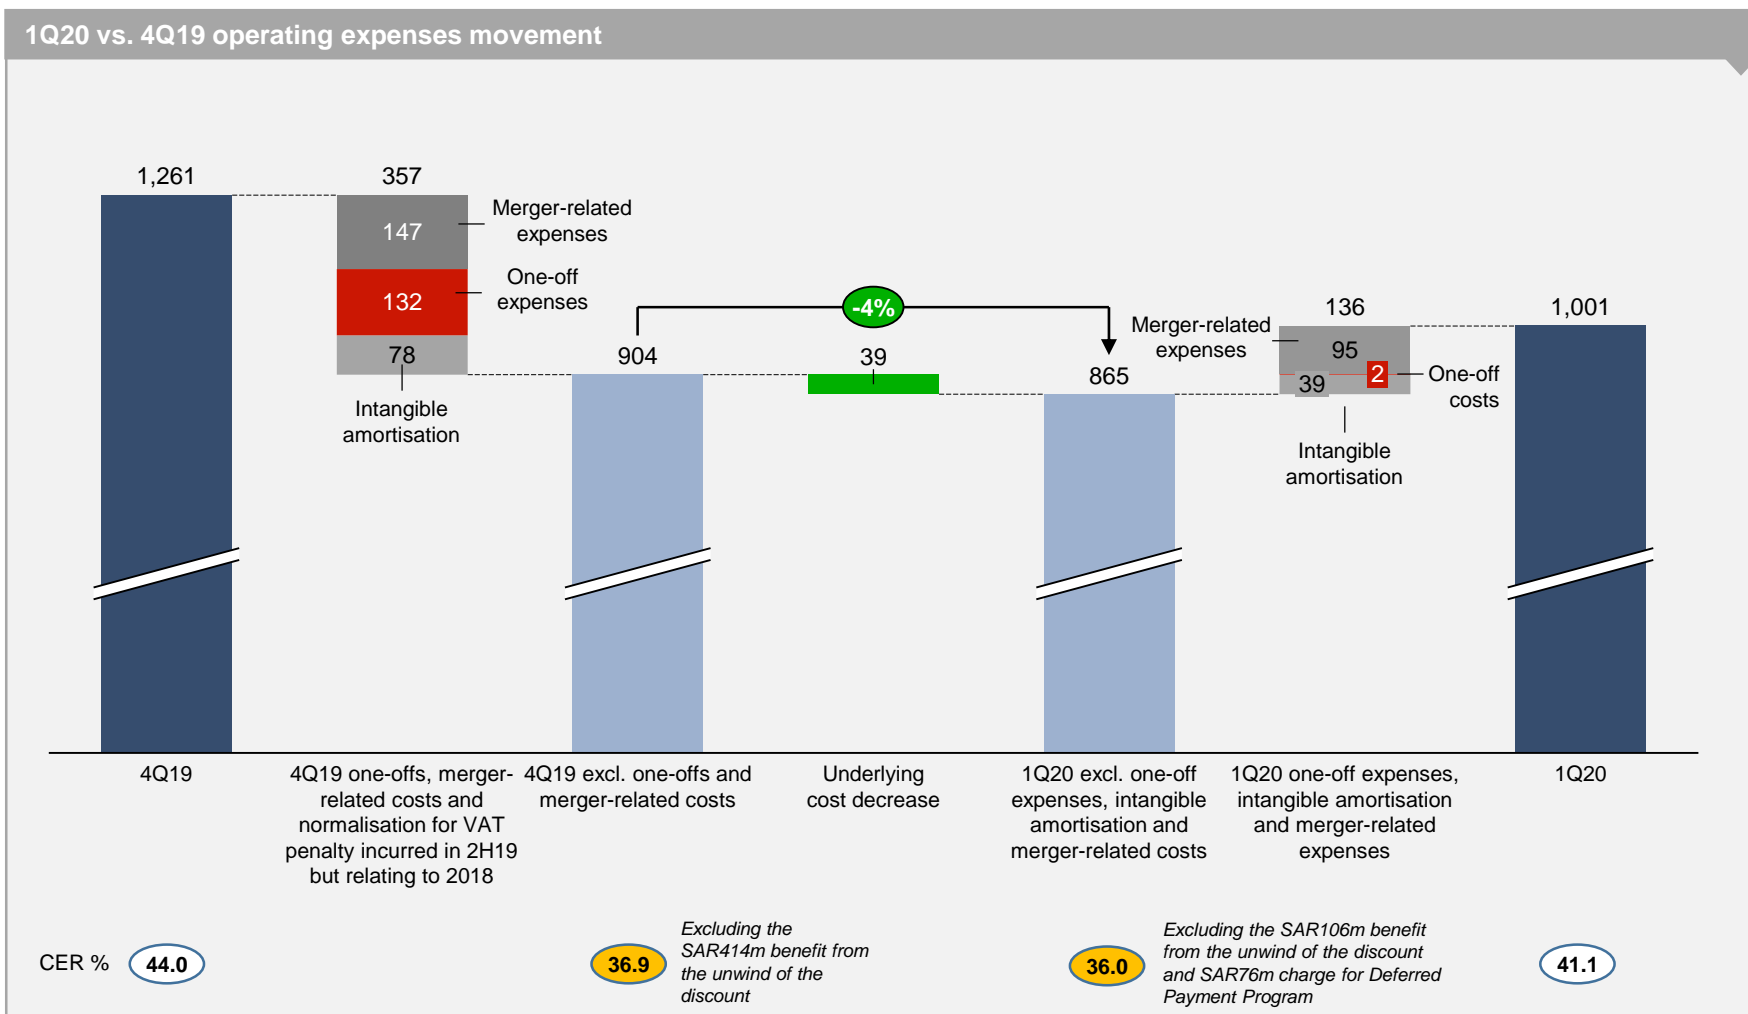 1Q20 vs. 4Q19 operating expenses movement
1,261
357
Merger-related
expenses
147
One-off
expenses
132
78
Intangible
amortisation
904
-4%
39
865
Merger-related
expenses
136
95
2
39
One-off
costs
Intangible
amortisation
1,001
4Q19
4Q19 one-offs, merger-
related costs and
normalisation for VAT
penalty incurred in 2H19
but relating to 2018
4Q19 excl. one-offs and
merger-related costs
Underlying
cost decrease
1Q20 excl. one-off
expenses, intangible
amortisation and
merger-related costs
1Q20 one-off expenses,
intangible amortisation
and merger-related
expenses
1Q20
CER %
44.0
36.9
Excluding the
SAR414m benefit from
the unwind of the
discount
36.0
Excluding the SAR106m benefit
from the unwind of the discount
and SAR76m charge for Deferred
Payment Program
41.1